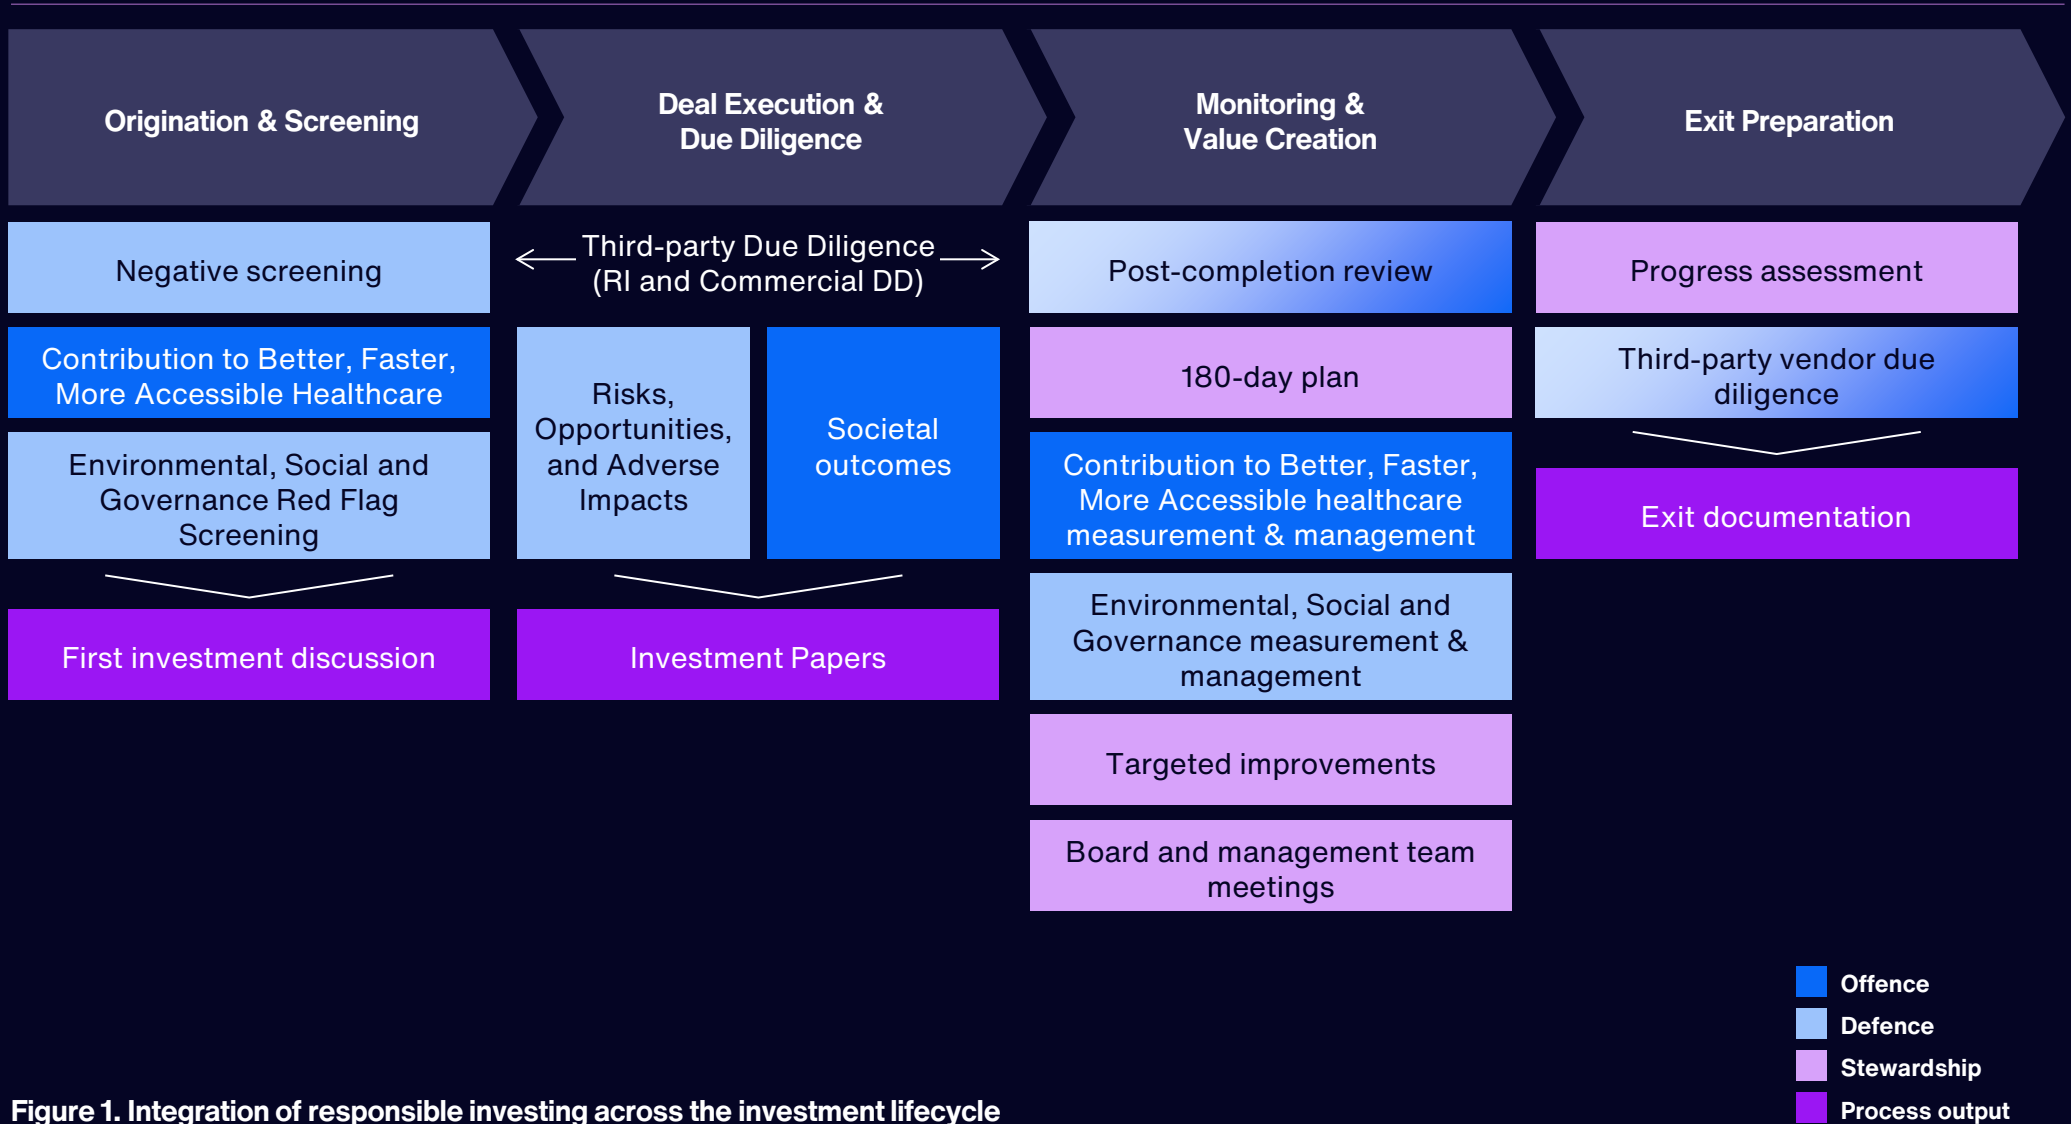 Origination & Screening
Deal Execution &
Due Diligence
Monitoring &
Value Creation
Exit Preparation
Negative screening
Contribution to Better, Faster,
More Accessible Healthcare
Environmental, Social and
Governance Red Flag
Screening
First investment discussion
Third-party Due Diligence
(RI and Commercial DD)
Risks,
Opportunities,
and Adverse
Impacts
Societal
outcomes
Investment Papers
Post-completion review
180-day plan
Contribution to Better, Faster,
More Accessible healthcare
measurement & management
Environmental, Social and
Governance measurement &
management
Targeted improvements
Board and management team
meetings
Progress assessment
Third-party vendor due
diligence
Exit documentation
Offence
Defence
Stewardship
Process output
Figure 1. Integration of responsible investing across the investment lifecycle